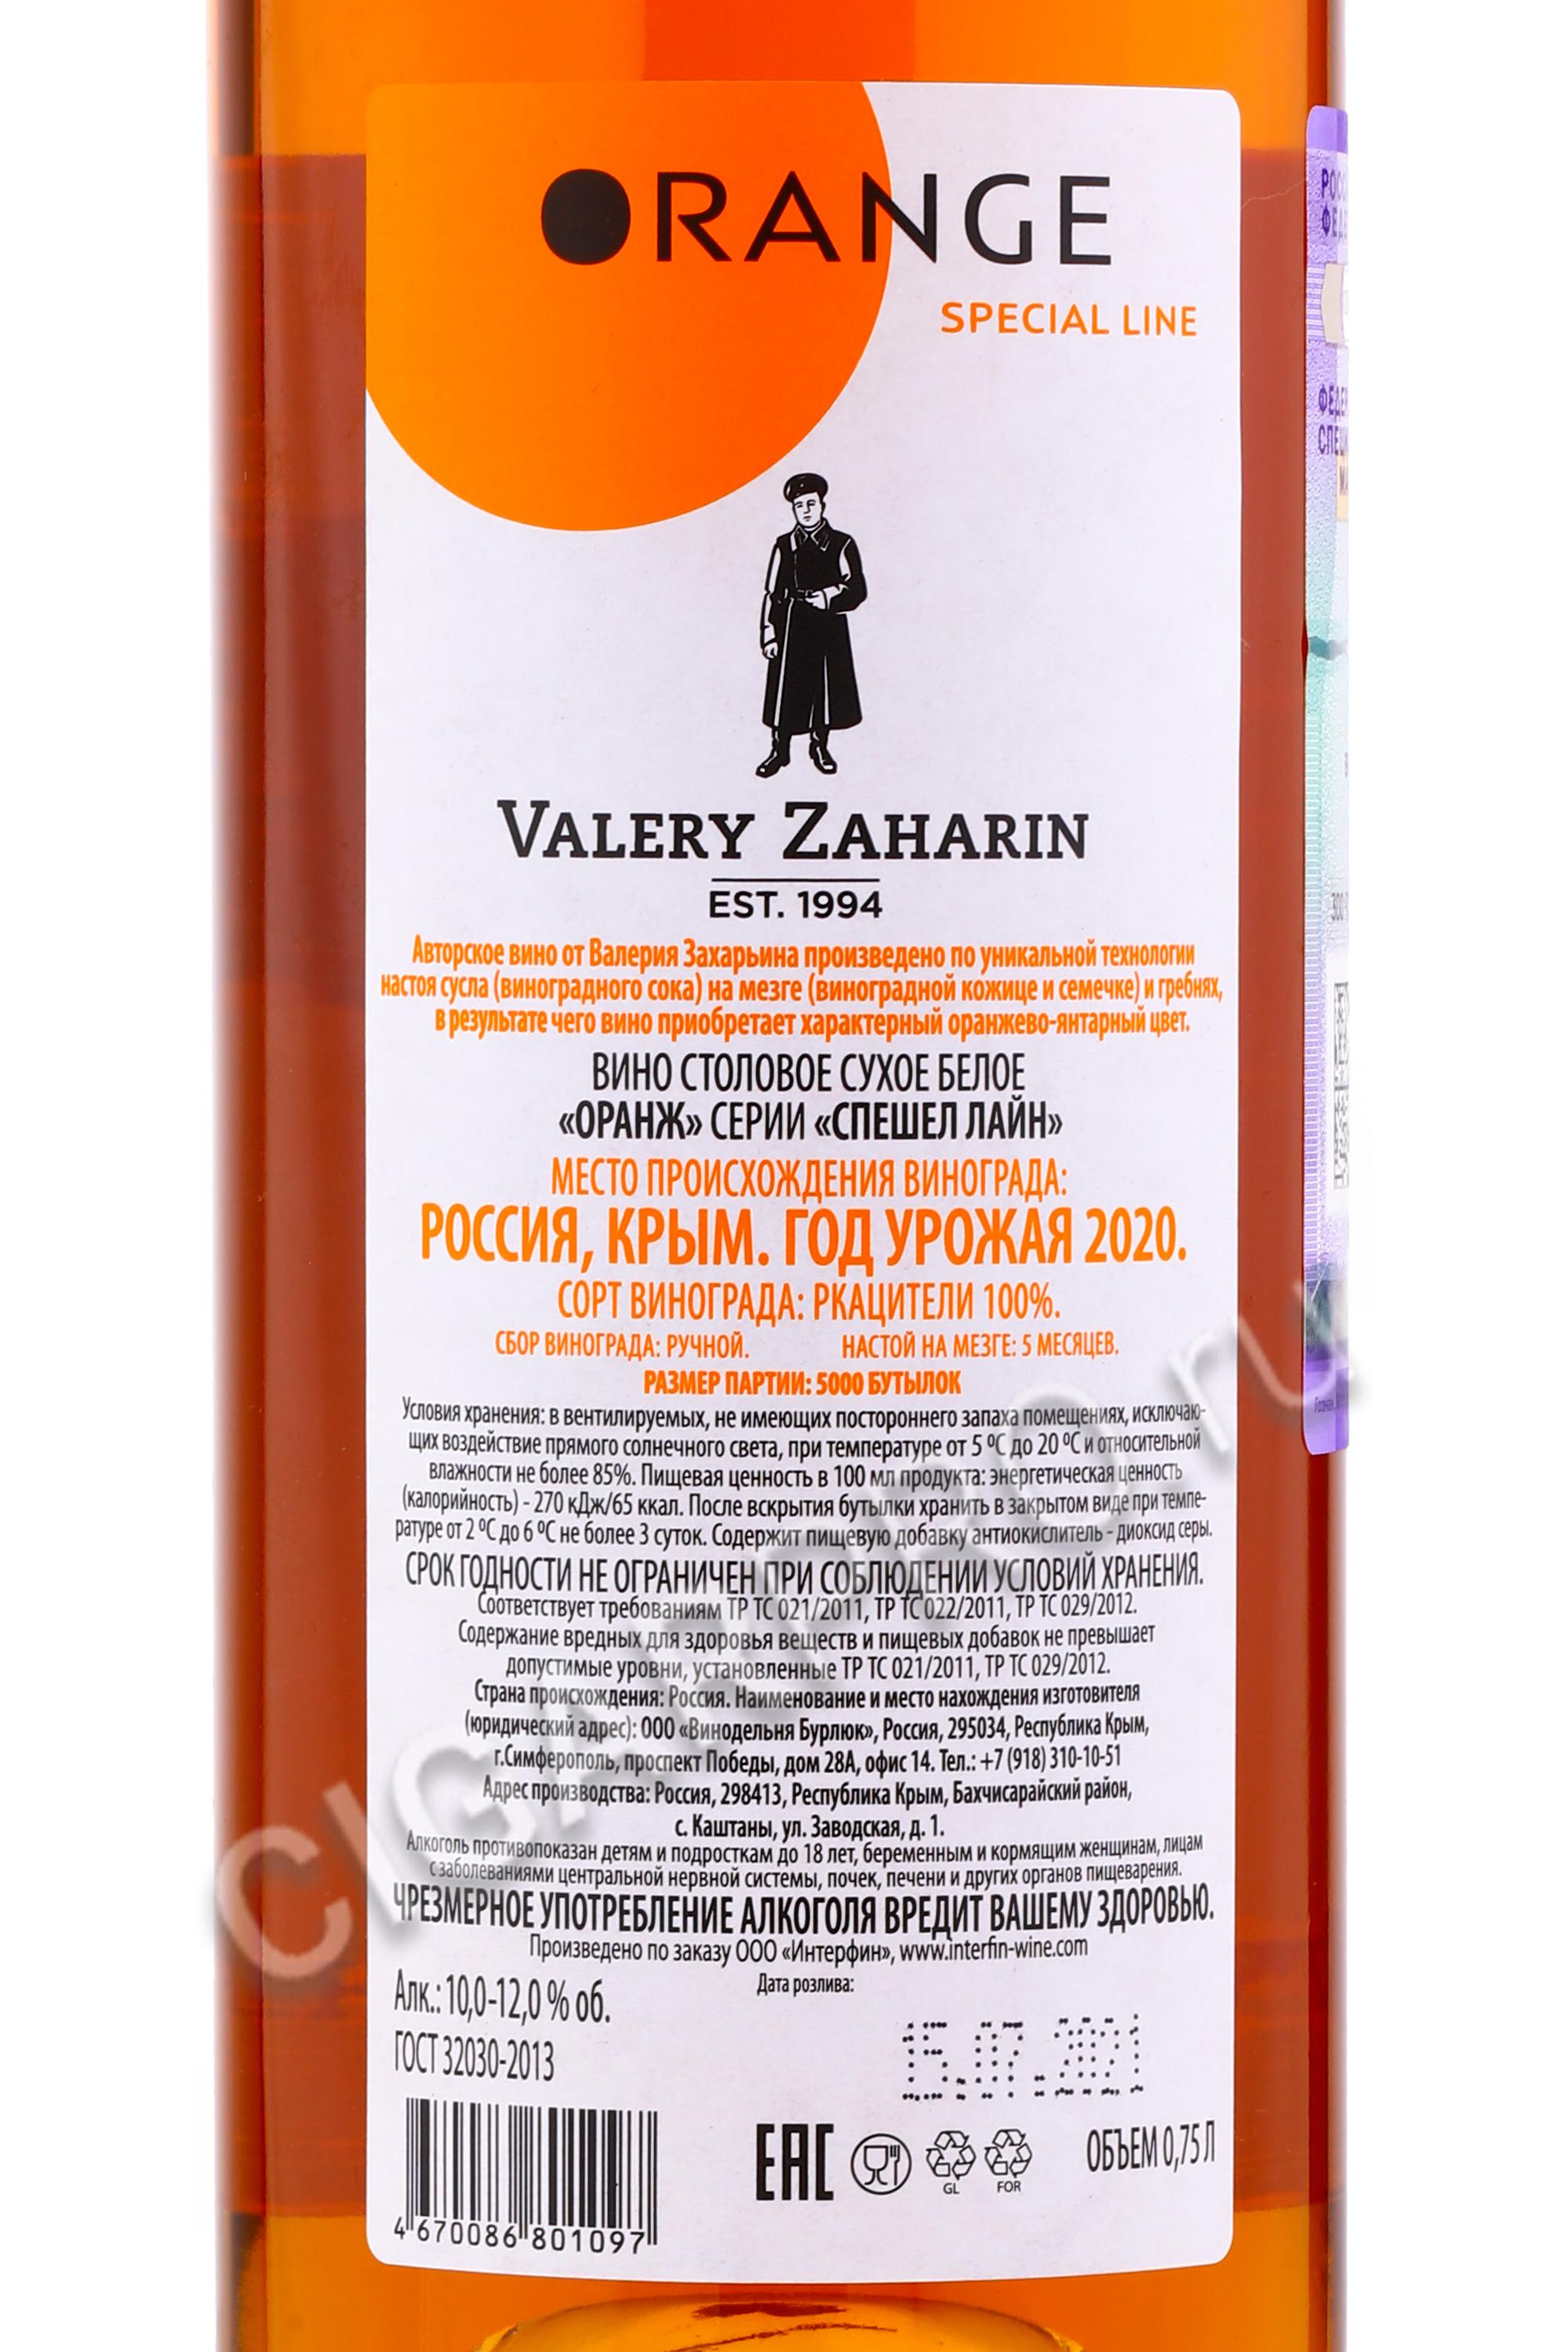 ORANGE
SPECIAL LINE
VALERY ZAHARIN
EST. 1994
Авторское вино от Валерия Захарьина произведено по уникальной технологии
настоя сусла (виноградного сока) на мезге (виноградной кожице и семечке) и гребнях,
в результате чего вино приобретает характерный оранжево-янтарный цвет.
ВИНО СТОЛОВОЕ СУХОЕ БЕЛОЕ
«ОРАНЖ» СЕРИИ «СПЕШЕЛ ЛАЙН»
МЕСТО ПРОИСХОЖДЕНИЯ ВИНОГРАДА:
РОССИЯ, КРЫМ. ГОД УРОЖАЯ 2020.
СОРТ ВИНОГРАДА: РКАЦИТЕЛИ 100%.
СБОР ВИНОГРАДА: РУЧНОЙ. НАСТОЙ НА МЕЗГЕ: 5 МЕСЯЦЕВ.
РАЗМЕР ПАРТИИ: 5000 БУТЫЛОК
Условия хранения: в вентилируемых, не имеющих постороннего запаха помещениях, исключаю-
щих воздействие прямого солнечного света, при температуре от 5 ºС до 20 ºС и относительной
влажности не более 85%. Пищевая ценность в 100 мл продукта: энергетическая ценность
(калорийность) - 270 кДж/65 ккал. После вскрытия бутылки хранить в закрытом виде при темпе-
ратуре от 2 ºС до 6 ºС не более 3 суток. Содержит пищевую добавку антиокислитель - диоксид серы.
СРОК ГОДНОСТИ НЕ ОГРАНИЧЕН ПРИ СОБЛЮДЕНИИ УСЛОВИЙ ХРАНЕНИЯ.
Соответствует требованиям ТР ТС 021/2011, ТР ТС 022/2011, ТР ТС 029/2012.
Содержание вредных для здоровья веществ и пищевых добавок не превышает
допустимые уровни, установленные ТР ТС 021/2011, ТР ТС 029/2012.
Страна происхождения: Россия. Наименование и место нахождения изготовителя
(юридический адрес): ООО «Винодельня Бурлюк», Россия, 295034, Республика Крым,
г.Симферополь, проспект Победы, дом 28А, офис 14. Тел.: +7 (918) 310-10-51
Адрес производства: Россия, 298413, Республика Крым, Бахчисарайский район,
с. Каштаны, ул. Заводская, д. 1.
Алкоголь противопоказан детям и подросткам до 18 лет, беременным и кормящим женщинам, лицам
с заболеваниями центральной нервной системы, почек, печени и других органов пищеварения.
ЧРЕЗМЕРНОЕ УПОТРЕБЛЕНИЕ АЛКОГОЛЯ ВРЕДИТ ВАШЕМУ ЗДОРОВЬЮ.
Произведено по заказу ООО «Интерфин», www.interfin-wine.com
Алк.: 10,0-12,0 % об.
Дата розлива:
15.07.2021
ГОСТ 32030-2013
EAC
GL
FOR
ОБЪЕМ 0,75 Л
4 670086 801097
CIGARPRO.ru